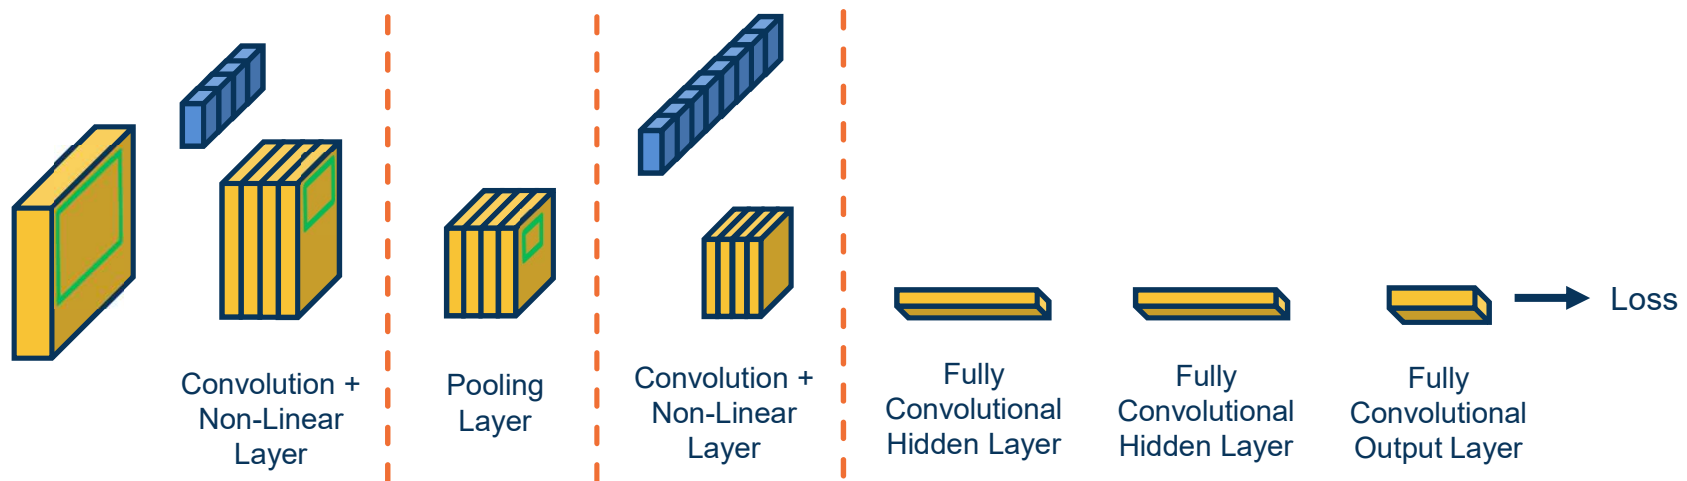 Convolution +
Non-Linear
Layer
Pooling
Layer
Convolution +
Non-Linear
Layer
Fully
Convolutional
Hidden Layer
Fully
Convolutional
Hidden Layer
Fully
Convolutional
Output Layer
Loss